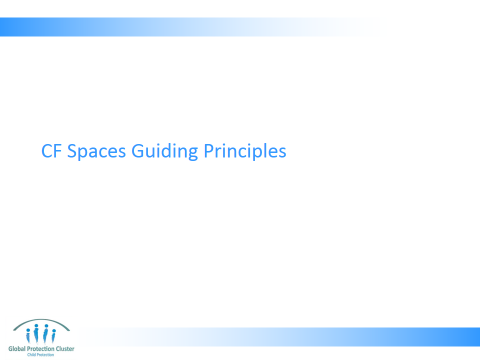 CF Spaces Guiding Principles
Global Protection Cluster
Child Protection